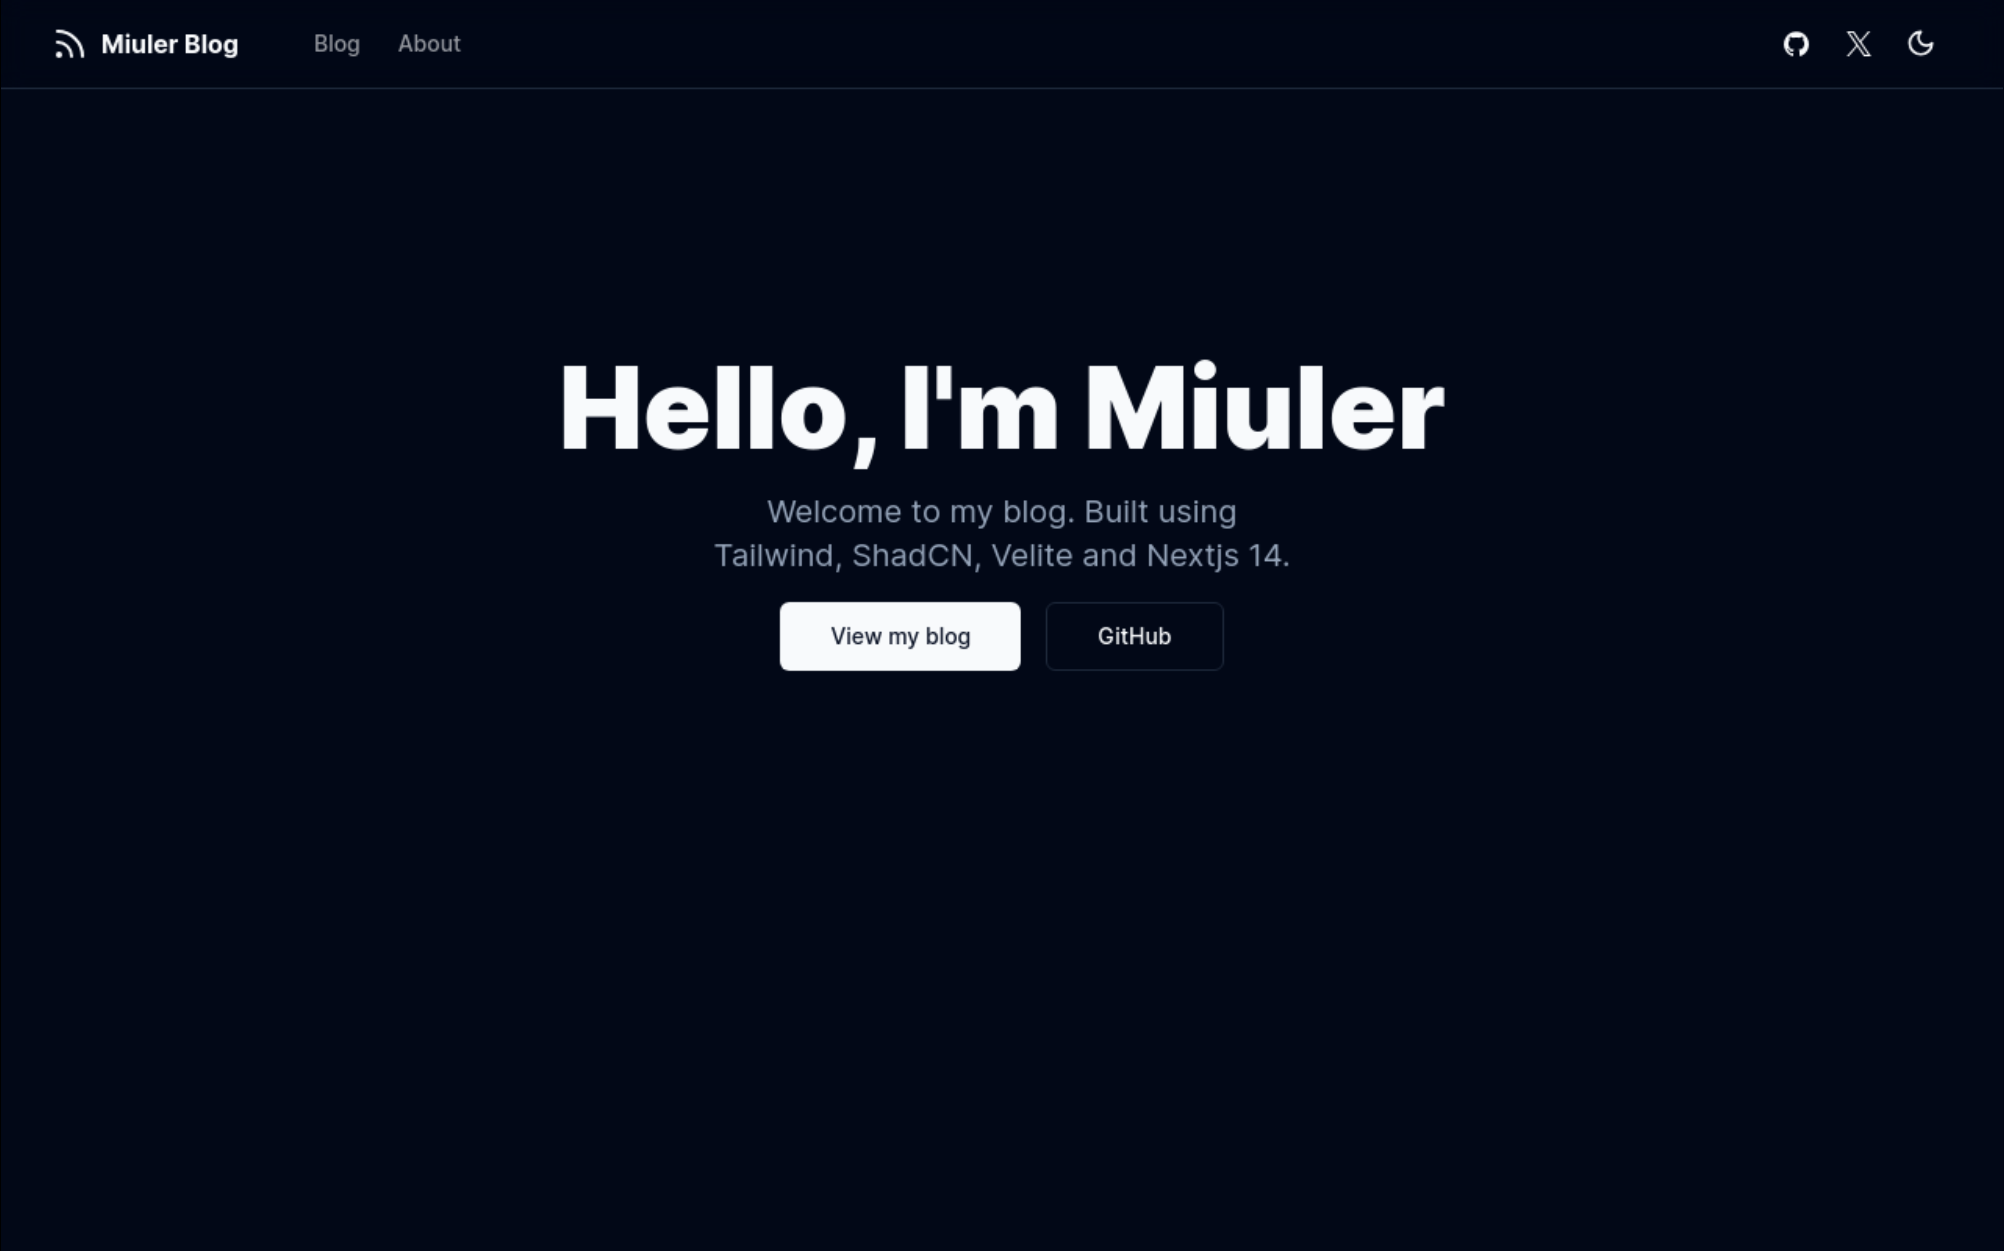 Miuler Blog
Blog
About
Hello, I'm Miuler
Welcome to my blog. Built using
Tailwind, ShadCN, Velite and Nextjs 14.
View my blog
GitHub